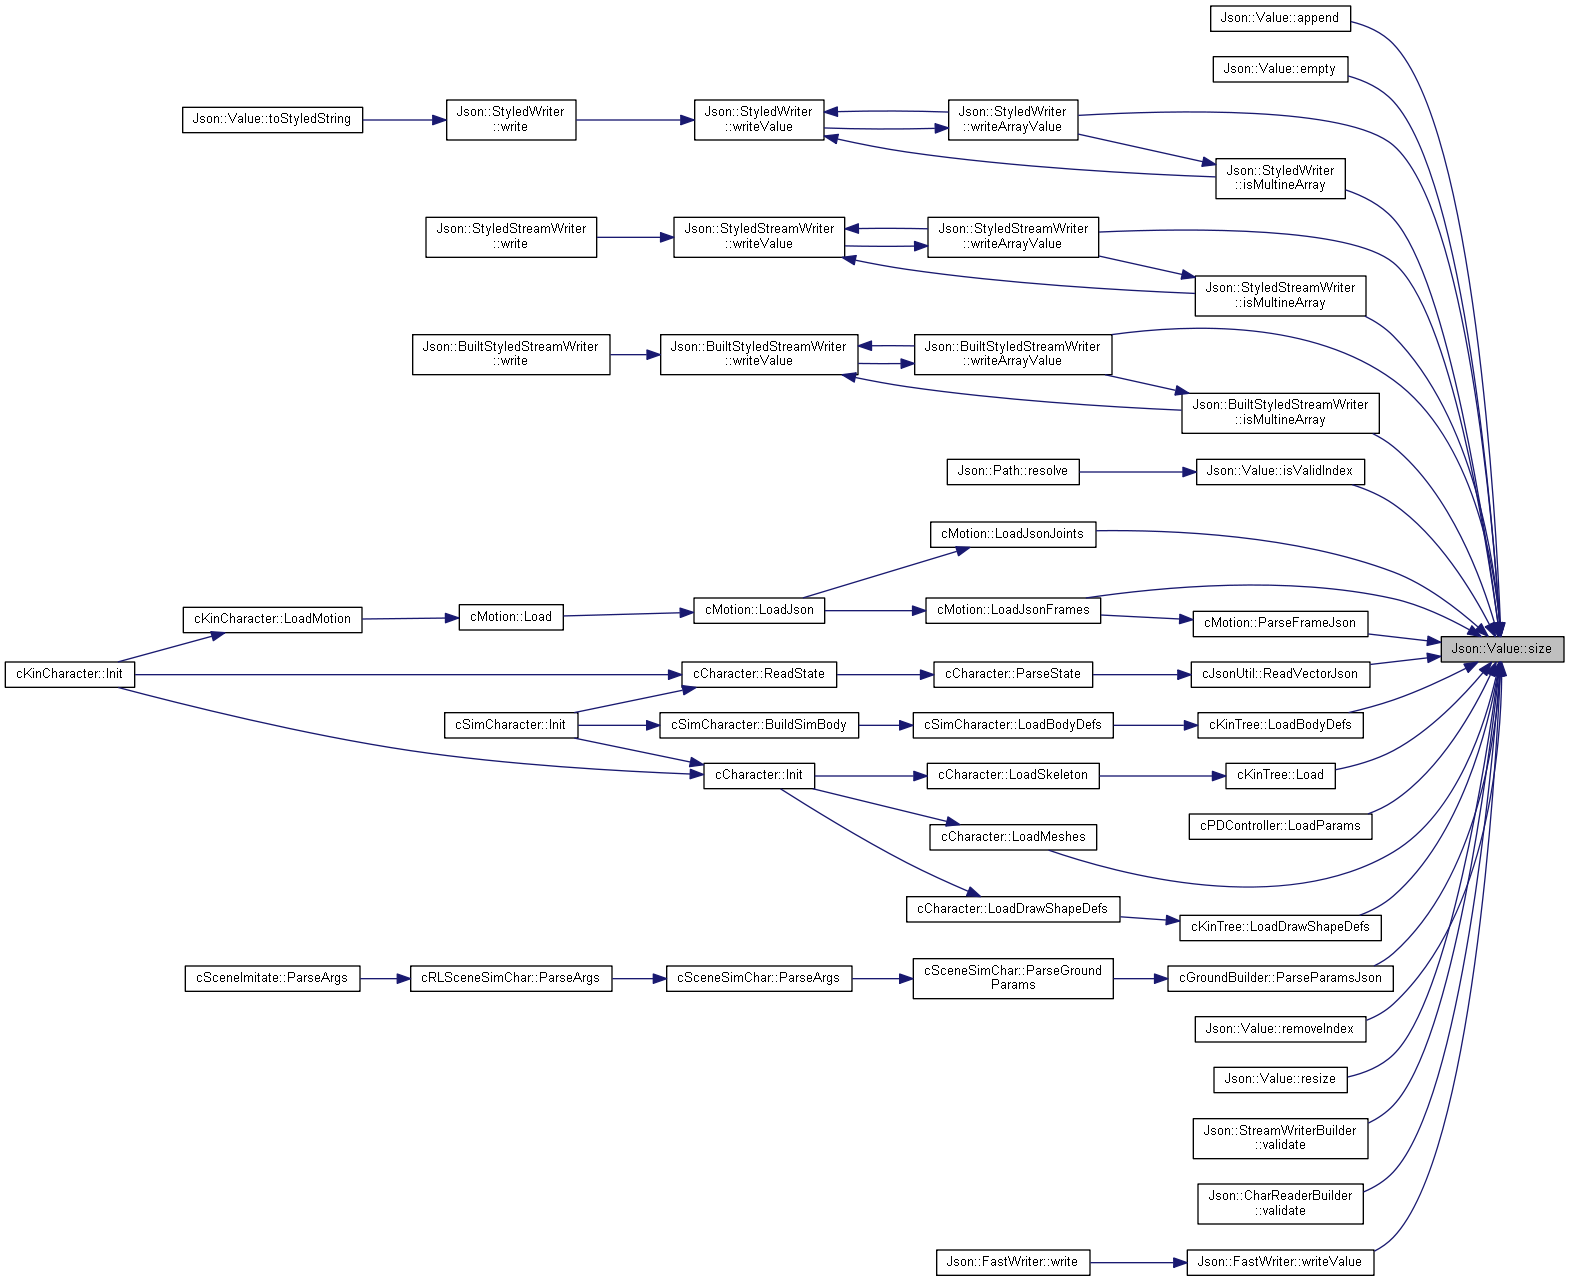 Json::Value::append
Json::Value::empty
Json::Value::toStyledString
Json::StyledWriter
::write
Json::StyledWriter
::writeValue
Json::StyledWriter
::writeArrayValue
Json::StyledWriter
::isMultineArray
Json::StyledStreamWriter
::write
Json::StyledStreamWriter
::writeValue
Json::StyledStreamWriter
::writeArrayValue
Json::StyledStreamWriter
::isMultineArray
Json::BuiltStyledStreamWriter
::write
Json::BuiltStyledStreamWriter
::writeValue
Json::BuiltStyledStreamWriter
::writeArrayValue
Json::BuiltStyledStreamWriter
::isMultineArray
Json::Path::resolve
Json::Value::isValidIndex
cMotion::LoadJsonJoints
cKinCharacter::LoadMotion
cMotion::Load
cMotion::LoadJson
cMotion::LoadJsonFrames
cMotion::ParseFrameJson
Json::Value::size
cKinCharacter::Init
cCharacter::ReadState
cCharacter::ParseState
cJsonUtil::ReadVectorJson
cSimCharacter::Init
cSimCharacter::BuildSimBody
cSimCharacter::LoadBodyDefs
cKinTree::LoadBodyDefs
cCharacter::Init
cCharacter::LoadSkeleton
cKinTree::Load
cPDController::LoadParams
cCharacter::LoadMeshes
cCharacter::LoadDrawShapeDefs
cKinTree::LoadDrawShapeDefs
cSceneImitate::ParseArgs
cRLSceneSimChar::ParseArgs
cSceneSimChar::ParseArgs
cSceneSimChar::ParseGround
Params
cGroundBuilder::ParseParamsJson
Json::Value::removeIndex
Json::Value::resize
Json::StreamWriterBuilder
::validate
Json::CharReaderBuilder
::validate
Json::FastWriter::write
Json::FastWriter::writeValue